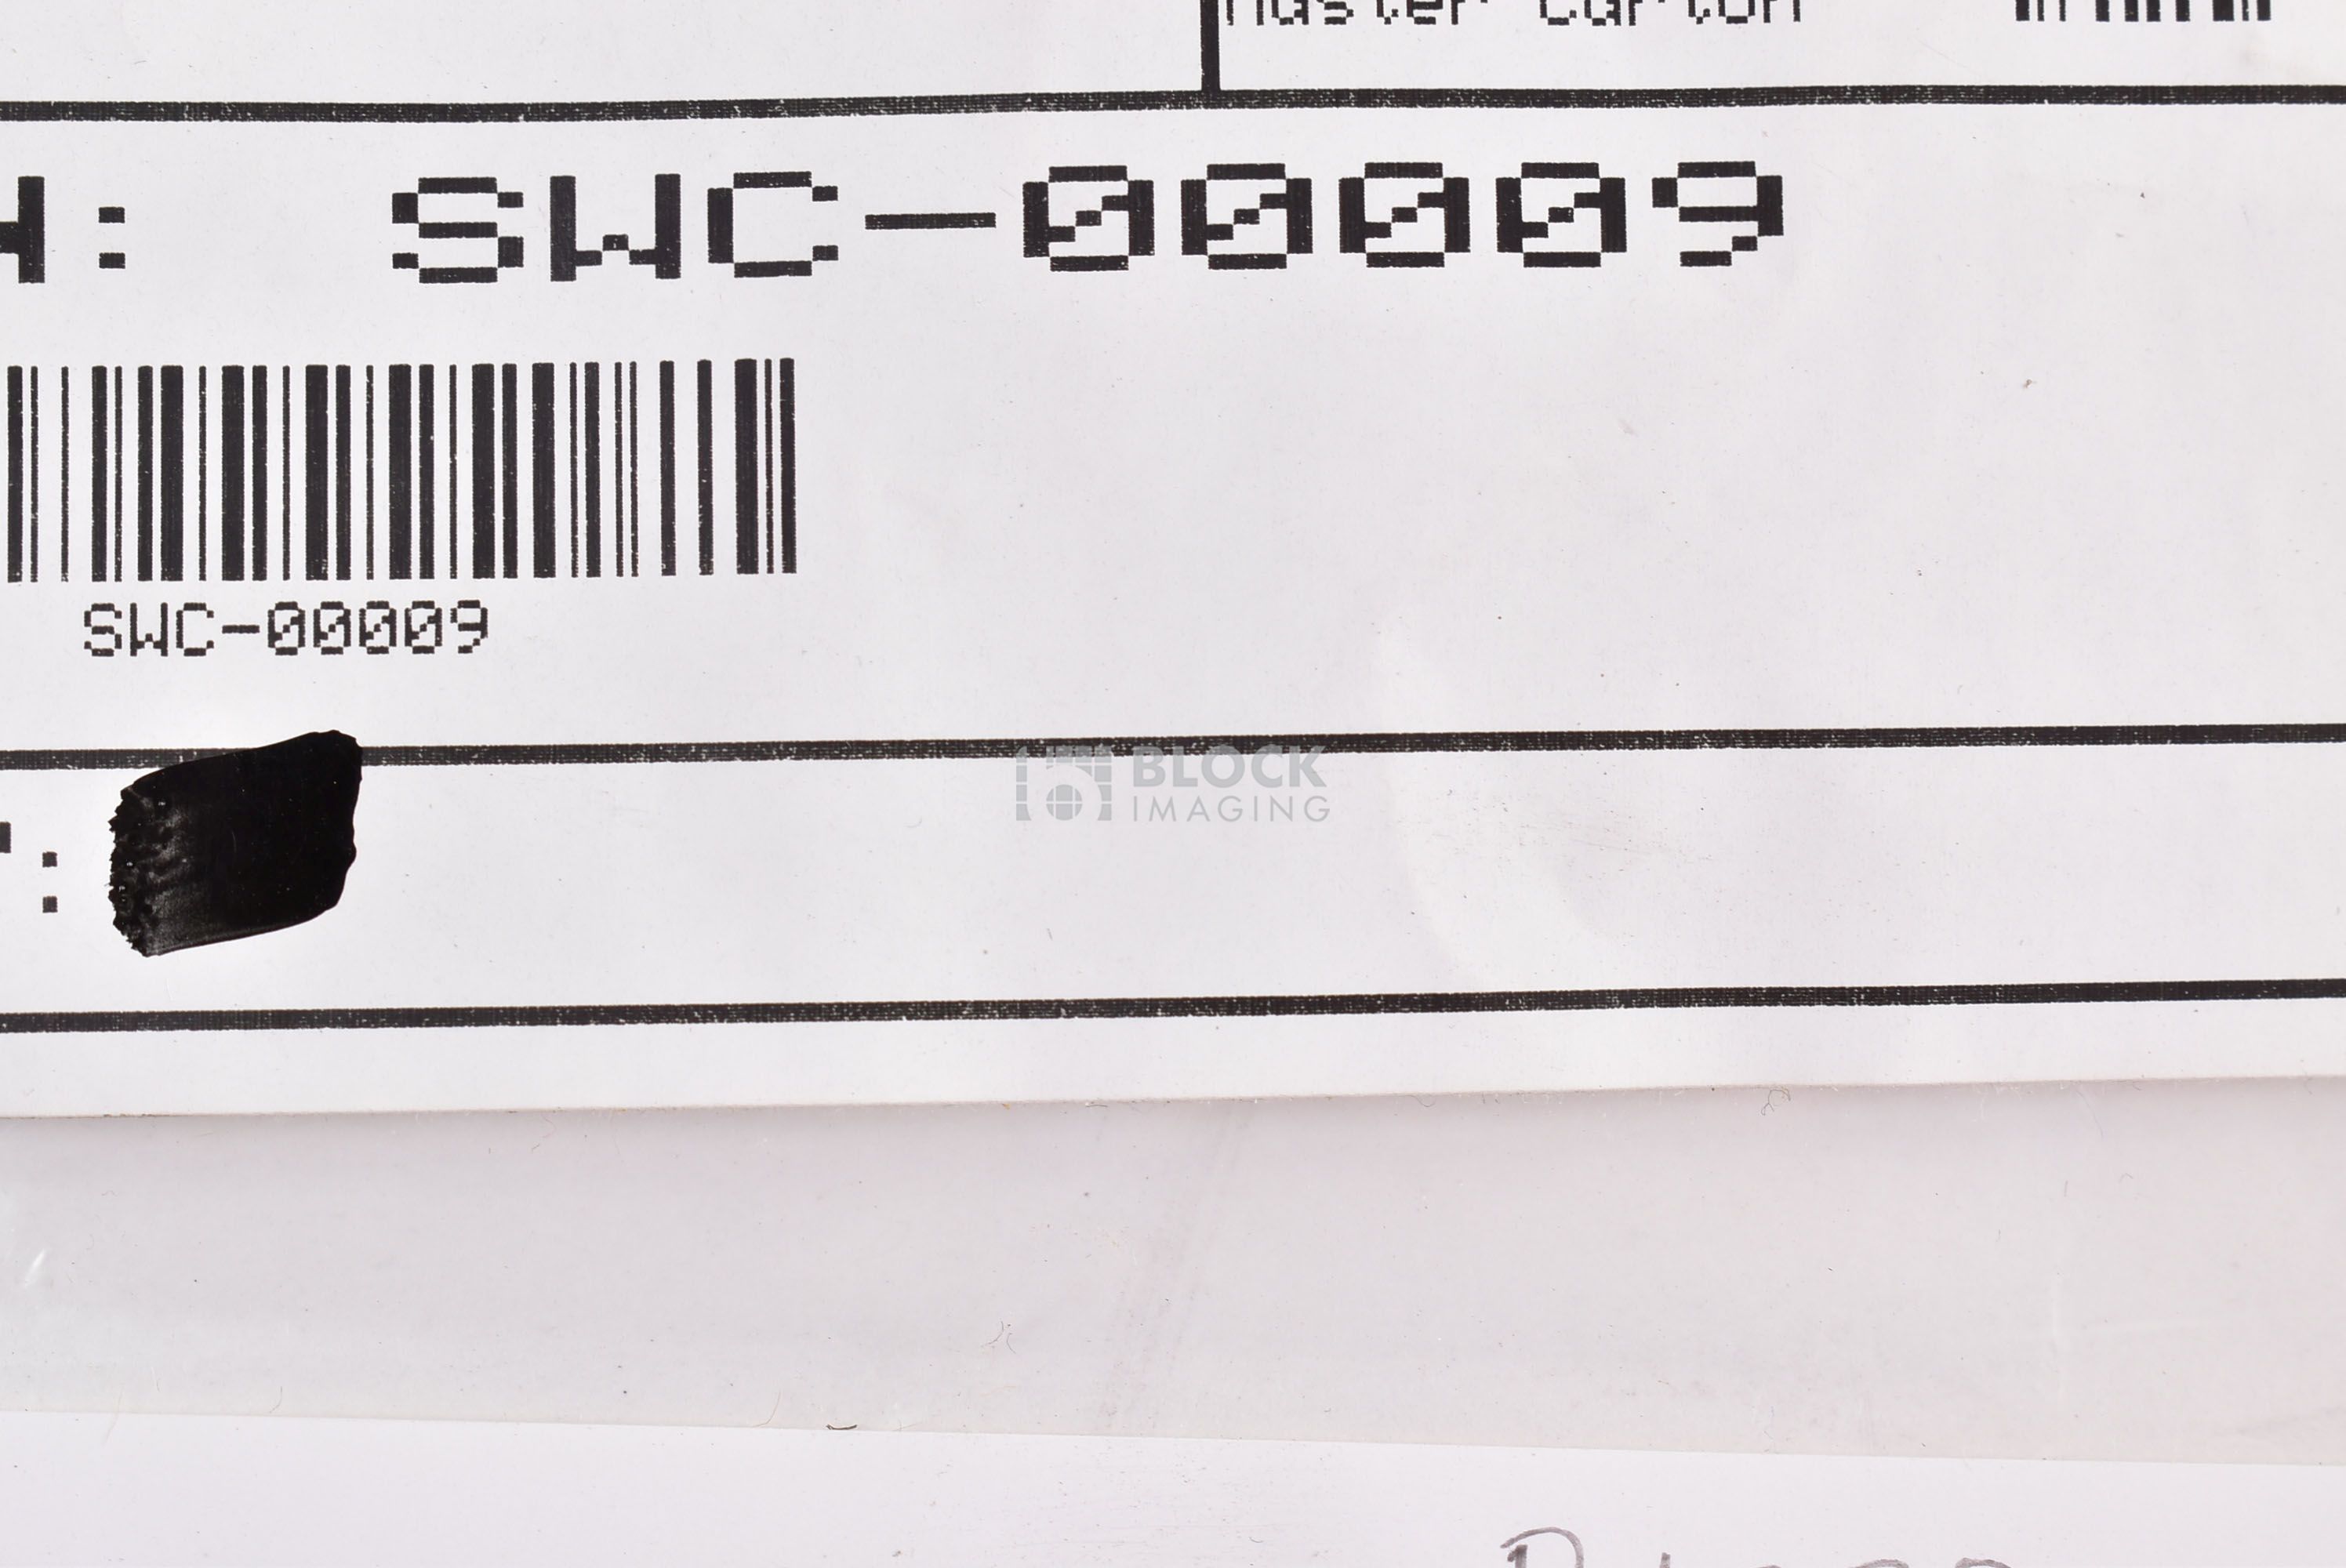 Master Carton
: SWC-00009
SWC-00009
:
BLOCK
IMAGING